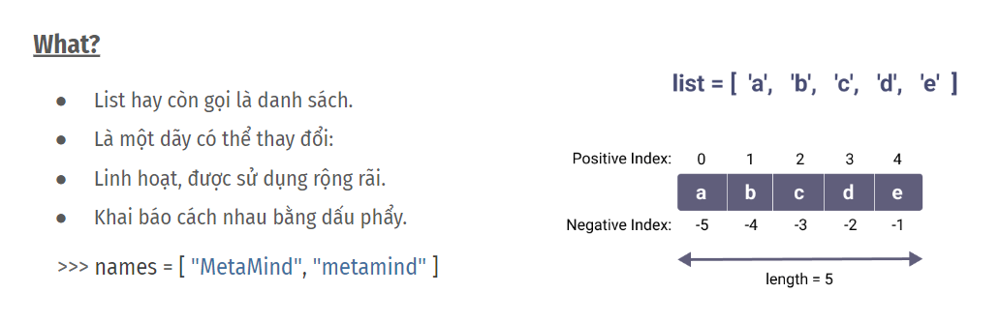 What?
● List hay còn gọi là danh sách.
● Là một dãy có thể thay đổi:
● Linh hoạt, được sử dụng rộng rãi.
● Khai báo cách nhau bằng dấu phẩy.
>>> names = [ "MetaMind", "metamind" ]
list = [ 'a', 'b', 'c', 'd', 'e' ]
Positive Index: 0 1 2 3 4
a b c d e
Negative Index: -5 -4 -3 -2 -1
length = 5